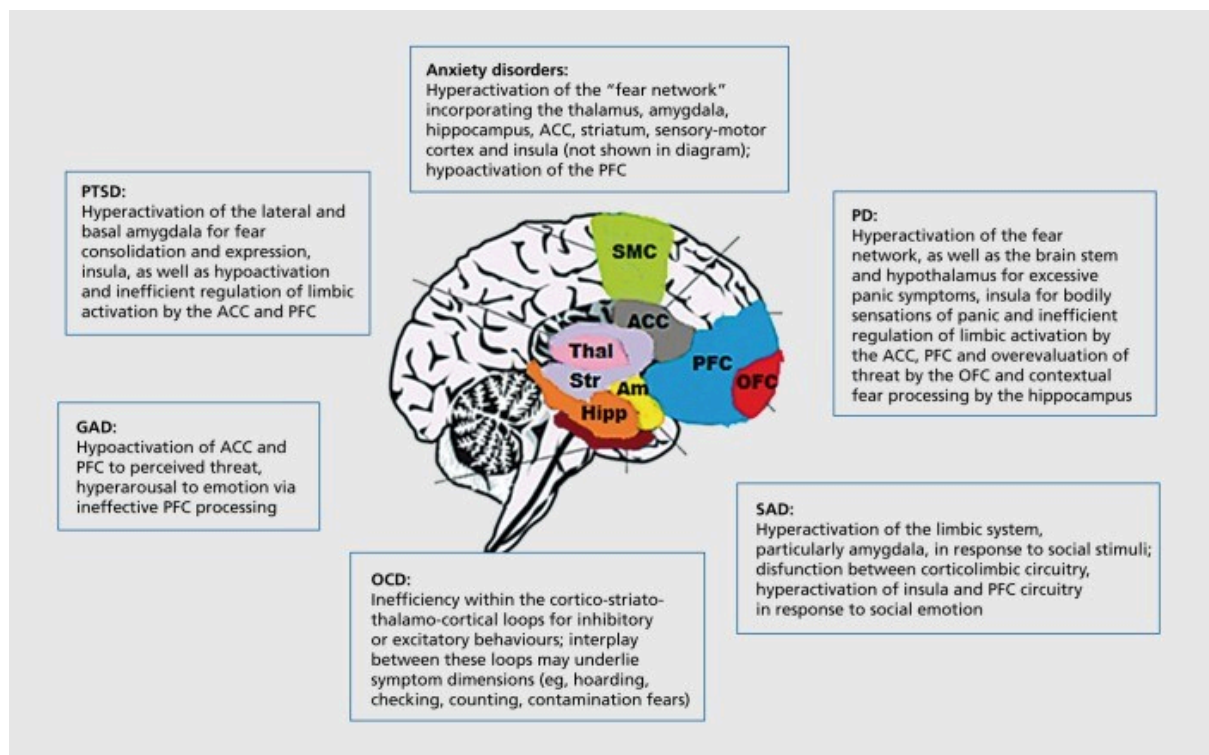 Anxiety disorders:
Hyperactivation of the “fear network”
incorporating the thalamus, amygdala,
hippocampus, ACC, striatum, sensory-motor
cortex and insula (not shown in diagram);
hypoactivation of the PFC
PTSD:
Hyperactivation of the lateral and
basal amygdala for fear
consolidation and expression,
insula, as well as hypoactivation
and inefficient regulation of limbic
activation by the ACC and PFC
PD:
Hyperactivation of the fear
network, as well as the brain stem
and hypothalamus for excessive
panic symptoms, insula for bodily
sensations of panic and inefficient
regulation of limbic activation by
the ACC, PFC and overevaluation of
threat by the OFC and contextual
fear processing by the hippocampus
SMC
ACC
Thal
PFC
Str
Am
OFC
Hipp
GAD:
Hypoactivation of ACC and
PFC to perceived threat,
hyperarousal to emotion via
ineffective PFC processing
SAD:
Hyperactivation of the limbic system,
particularly amygdala, in response to social stimuli;
disfunction between corticolimbic circuitry,
hyperactivation of insula and PFC circuitry
in response to social emotion
OCD:
Inefficiency within the cortico-striato-
thalamo-cortical loops for inhibitory
or excitatory behaviours; interplay
between these loops may underlie
symptom dimensions (eg, hoarding,
checking, counting, contamination fears)